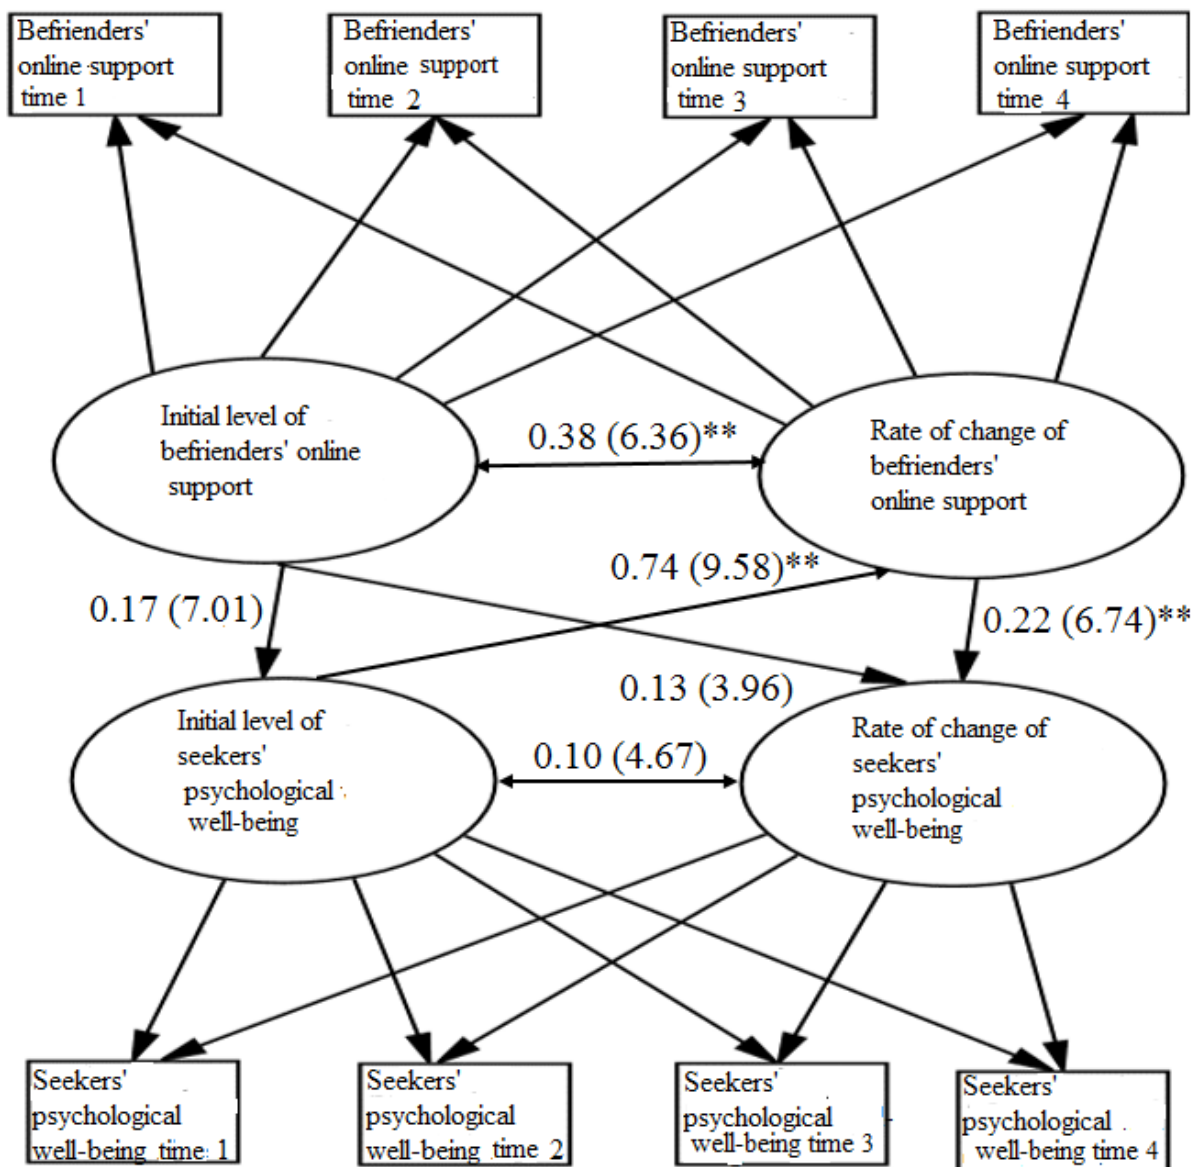 Befrienders'
online support
time 1
Befrienders'
online support
time 2
Befrienders'
online support
time 3
Befrienders'
online support
time 4
Initial level of
befrienders' online
support
0.38 (6.36)**
Rate of change of
befrienders'
online support
0.74 (9.58)**
0.17 (7.01)
0.22 (6.74)**
0.13 (3.96)
Initial level of
seekers'
psychological
well-being
0.10 (4.67)
Rate of change of
seekers'
psychological
well-being
Seekers'
psychological
well-being time 1
Seekers'
psychological
well-being time 2
Seekers'
psychological
well-being time 3
Seekers'
psychological
well-being time 4